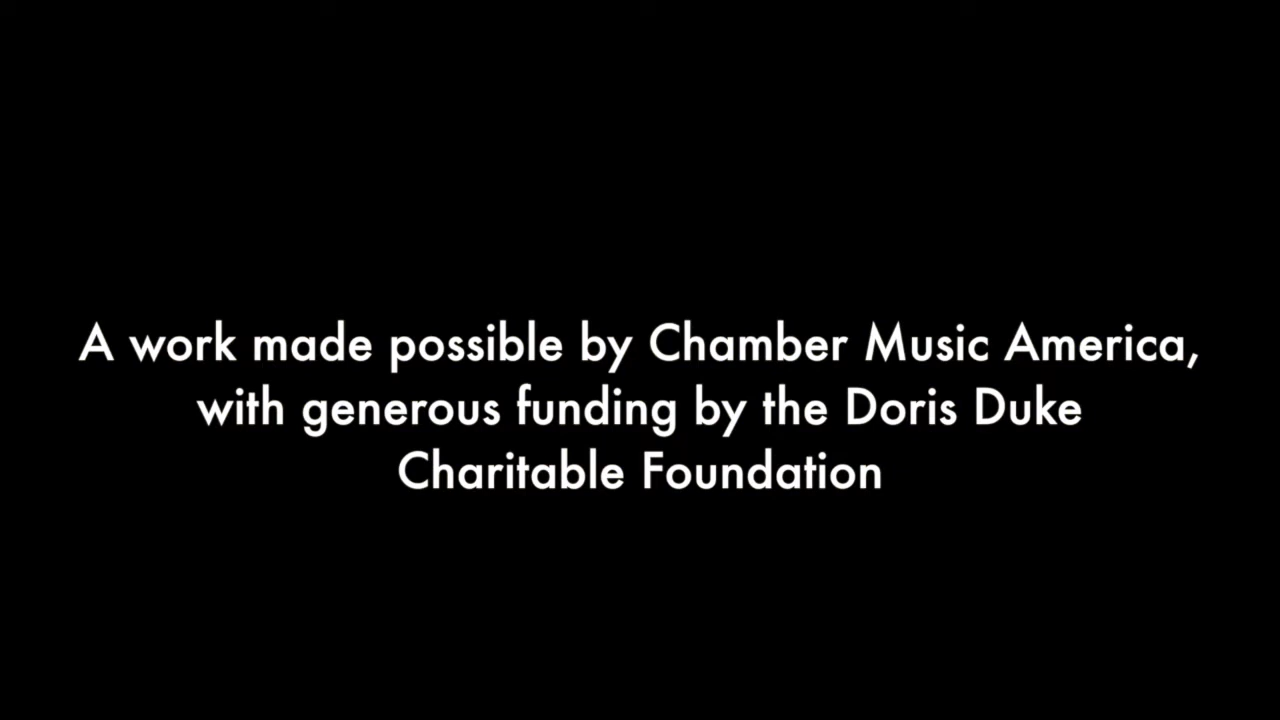 A work made possible by Chamber Music America,
with generous funding by the Doris Duke
Charitable Foundation